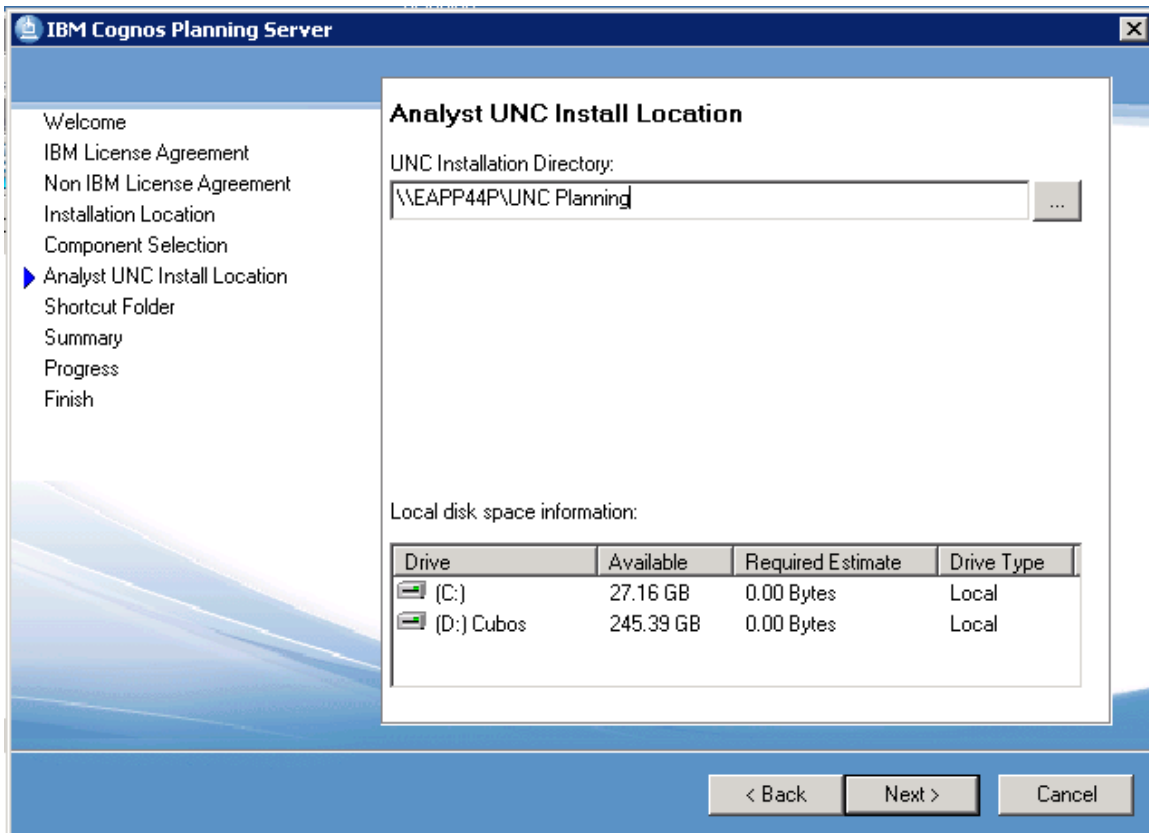 IBM Cognos Planning Server
Welcome
IBM License Agreement
Non IBM License Agreement
Installation Location
Component Selection
Analyst UNC Install Location
Shortcut Folder
Summary
Progress
Finish
Analyst UNC Install Location
UNC Installation Directory:
\\EAPP44P\UNC Planning
...
Local disk space information:
Drive Available Required Estimate Drive Type
(C:) 27.16 GB 0.00 Bytes Local
(D:) Cubos 245.39 GB 0.00 Bytes Local
< Back Next > Cancel